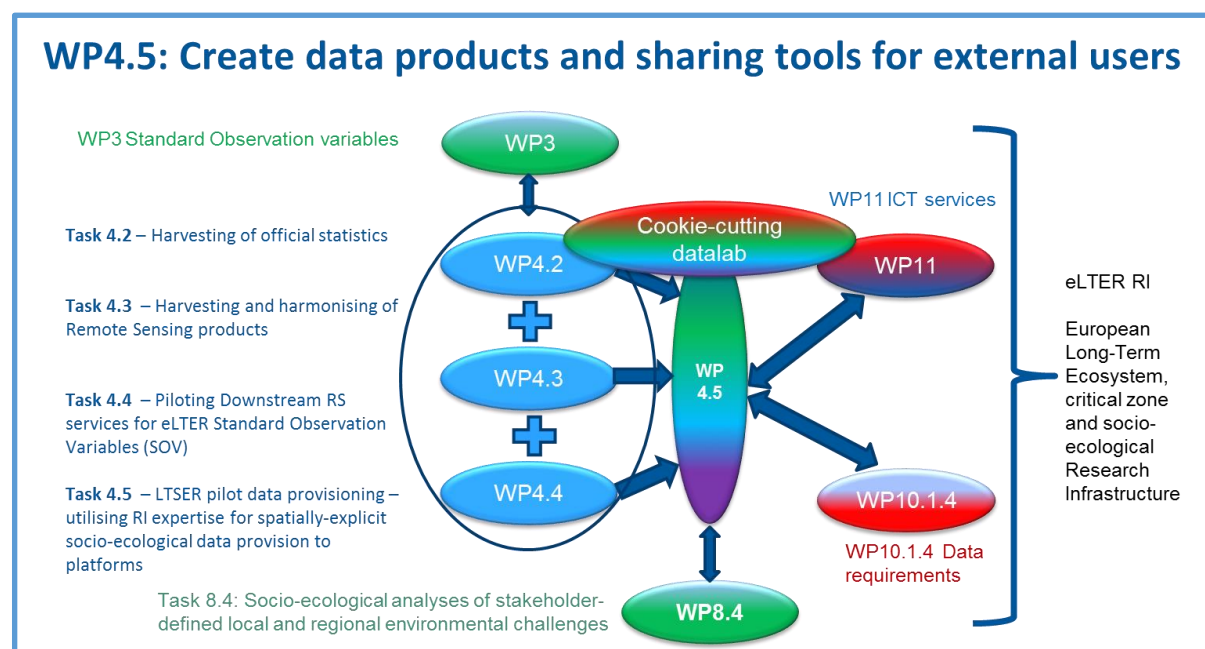 WP4.5: Create data products and sharing tools for external users
WP3 Standard Observation variables
WP3
Task 4.2 – Harvesting of official statistics
Task 4.3 – Harvesting and harmonising of
Remote Sensing products
Task 4.4 – Piloting Downstream RS
services for eLTER Standard Observation
Variables (SOV)
Task 4.5 – LTSER pilot data provisioning –
utilising RI expertise for spatially-explicit
socio-ecological data provision to
platforms
WP4.2
WP4.3
WP4.4
Cookie-cutting
datalab
WP
4.5
WP11 ICT services
WP11
WP10.1.4
WP10.1.4 Data
requirements
Task 8.4: Socio-ecological analyses of stakeholder-
defined local and regional environmental challenges
WP8.4
eLTER RI
European
Long-Term
Ecosystem,
critical zone
and socio-
ecological
Research
Infrastructure